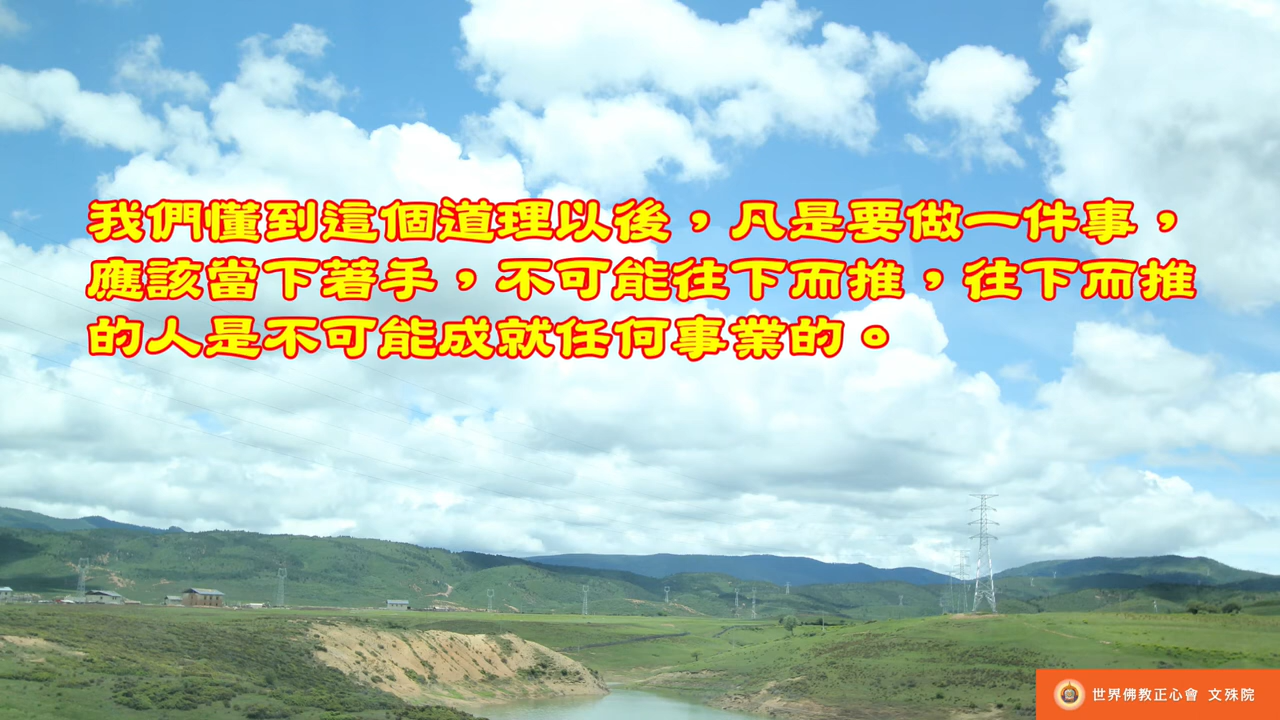 我們懂到這個道理以後，凡是要做一件事，
應該當下著手，不可能往下而推，往下而推
的人是不可能成就任何事業的。
世界佛教正心會 文殊院